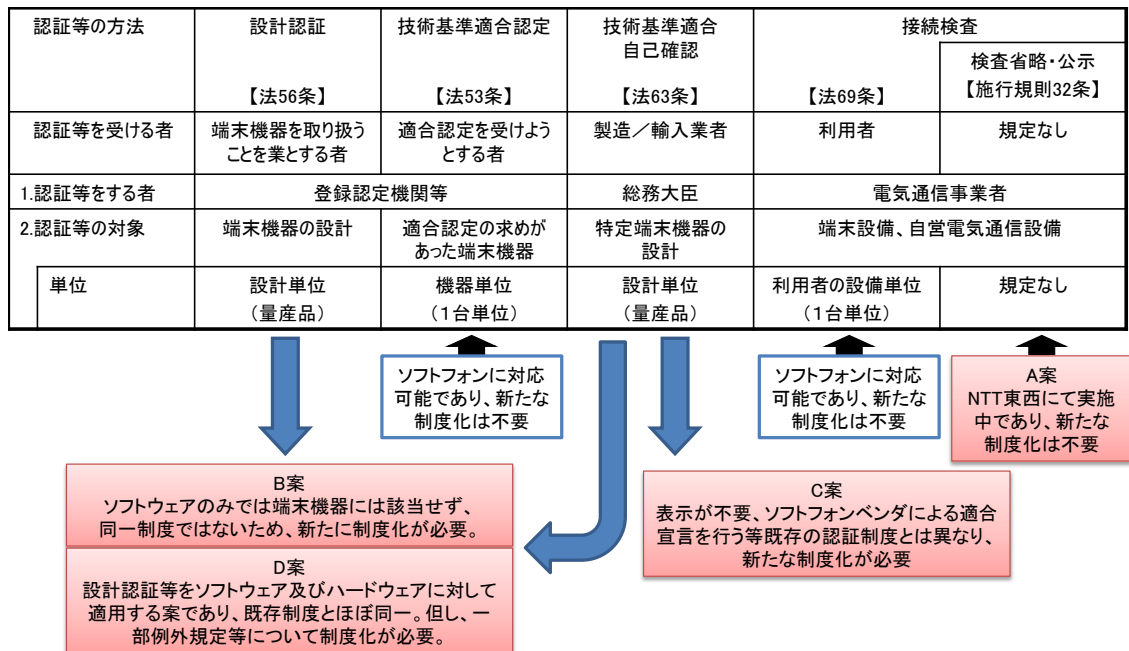 認証等の方法
設計認証
【法56条】
技術基準適合認定
【法53条】
技術基準適合
自己確認
【法63条】
接続検査
【法69条】
検査省略・公示
【施行規則32条】
認証等を受ける者
端末機器を取り扱う
ことを業とする者
適合認定を受けよう
とする者
製造／輸入業者
利用者
規定なし
1.認証等をする者
登録認定機関等
総務大臣
電気通信事業者
2.認証等の対象
端末機器の設計
適合認定の求めが
あった端末機器
特定端末機器の
設計
端末設備、自営電気通信設備
単位
設計単位
（量産品）
機器単位
（1台単位）
設計単位
（量産品）
利用者の設備単位
（1台単位）
規定なし
ソフトフォンに対応
可能であり、新たな
制度化は不要
ソフトフォンに対応
可能であり、新たな
制度化は不要
A案
NTT東西にて実施
中であり、新たな
制度化は不要
B案
ソフトウェアのみでは端末機器には該当せず、
同一制度ではないため、新たに制度化が必要。
C案
表示が不要、ソフトフォンベンダによる適合
宣言を行う等既存の認証制度とは異なり、
新たな制度化が必要
D案
設計認証等をソフトウェア及びハードウェアに対して
適用する案であり、既存制度とほぼ同一。但し、一
部例外規定等について制度化が必要。